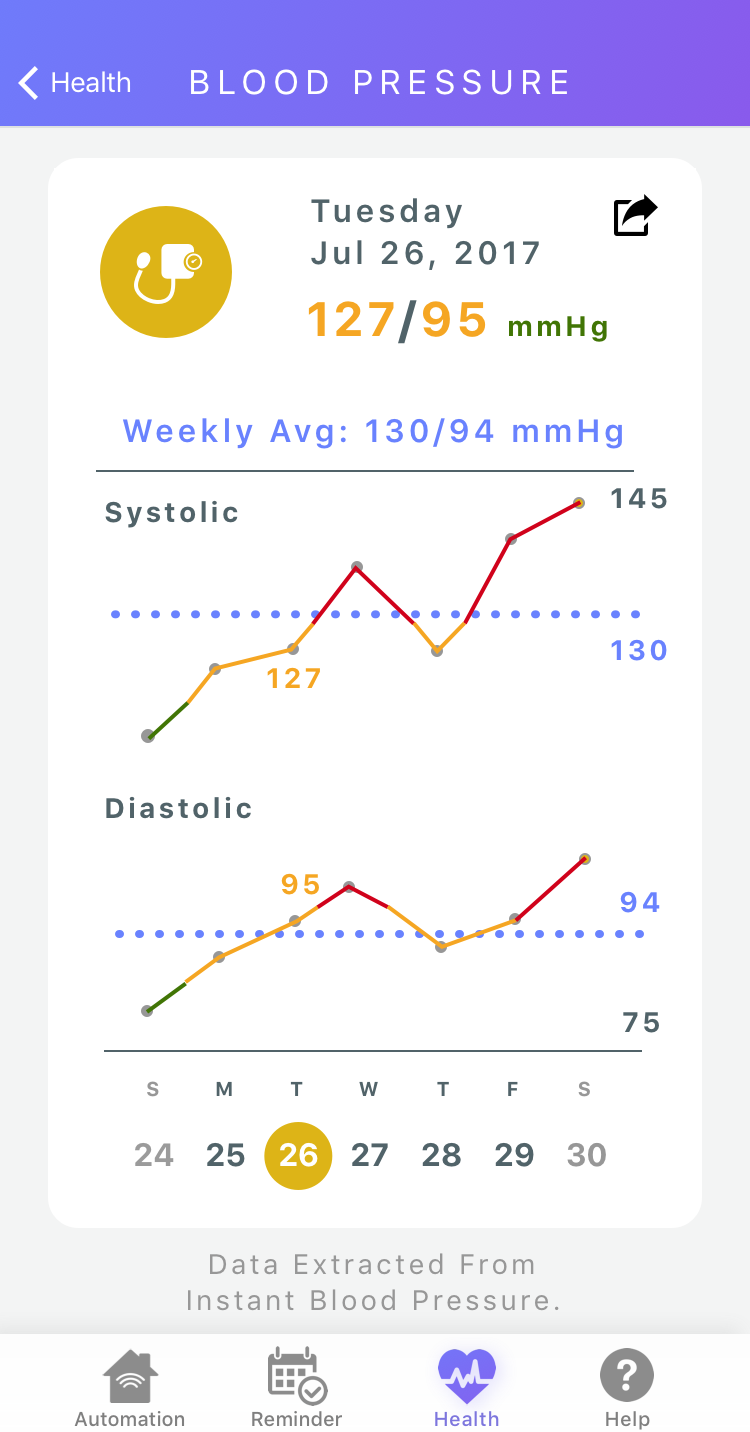 Health
BLOOD PRESSURE
Tuesday
Jul 26, 2017
127/95 mmHg
Weekly Avg: 130/94 mmHg
Systolic
145
130
127
Diastolic
95
94
75
S M T W T F S
24 25 26 27 28 29 30
Data Extracted From
Instant Blood Pressure.
Automation Reminder Health Help